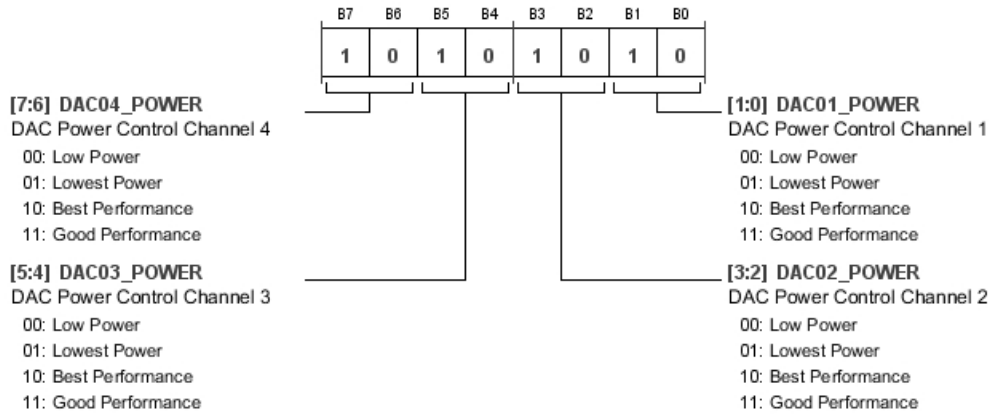 B7 B6 B5 B4 B3 B2 B1 B0
1 0 1 0 1 0 1 0
[7:6] DAC04_POWER
DAC Power Control Channel 4
00: Low Power
01: Lowest Power
10: Best Performance
11: Good Performance
[1:0] DAC01_POWER
DAC Power Control Channel 1
00: Low Power
01: Lowest Power
10: Best Performance
11: Good Performance
[5:4] DAC03_POWER
DAC Power Control Channel 3
00: Low Power
01: Lowest Power
10: Best Performance
11: Good Performance
[3:2] DAC02_POWER
DAC Power Control Channel 2
00: Low Power
01: Lowest Power
10: Best Performance
11: Good Performance